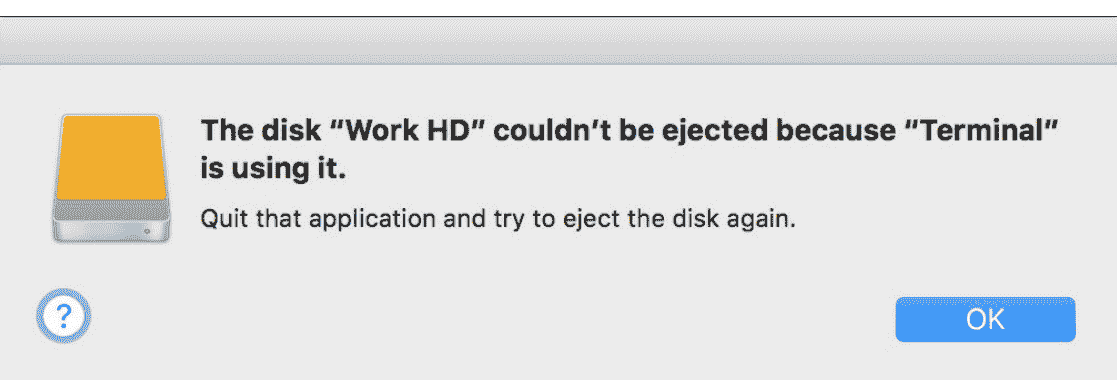 The disk “Work HD” couldn’t be ejected because “Terminal”
is using it.
Quit that application and try to eject the disk again.
?
OK